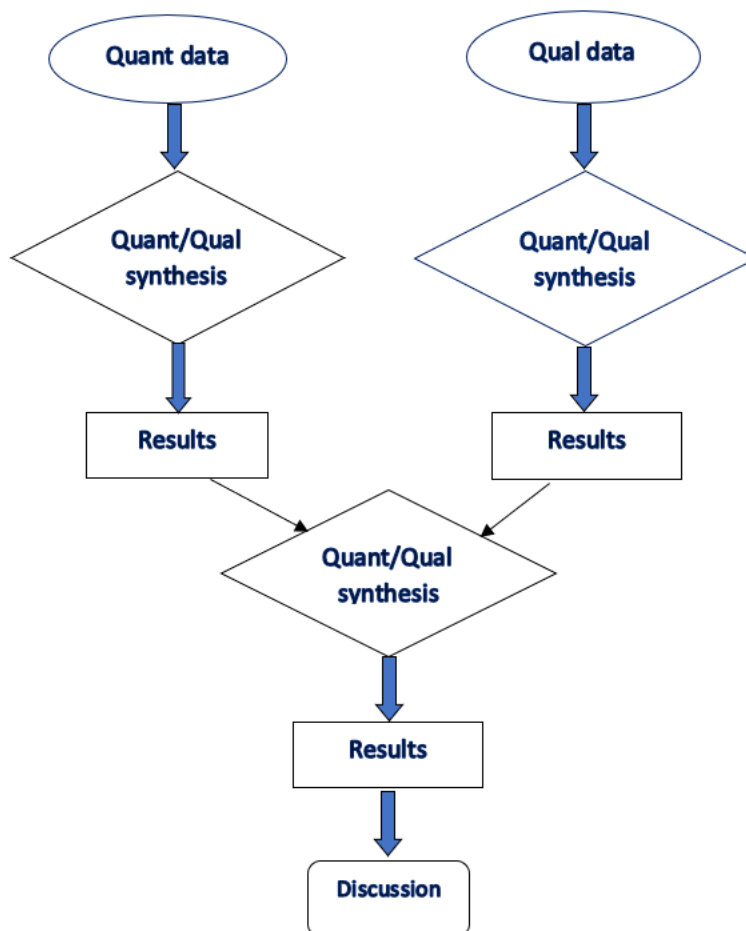 Quant data
Qual data
Quant/Qual
synthesis
Quant/Qual
synthesis
Results
Results
Quant/Qual
synthesis
Results
Discussion